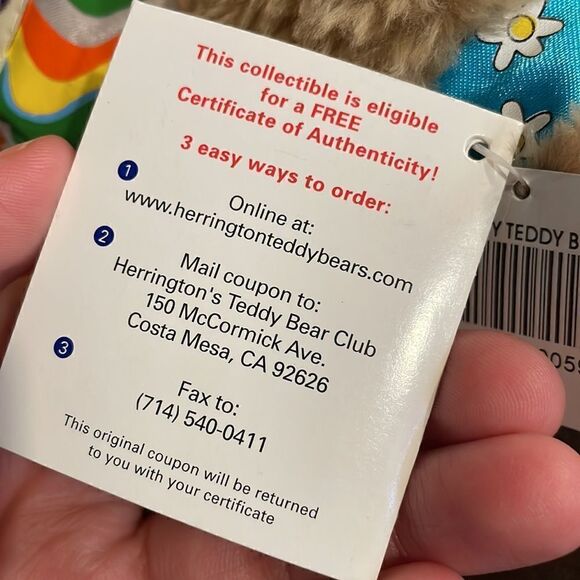 This collectible is eligible
for a FREE
Certificate of Authenticity!
3 easy ways to order:
1
Online at:
www.herringtonteddybears.com
2
Mail coupon to:
Herrington's Teddy Bear Club
150 McCormick Ave.
Costa Mesa, CA 92626
3
Fax to:
(714) 540-0411
This original coupon will be returned
to you with your certificate
Y TEDDY B